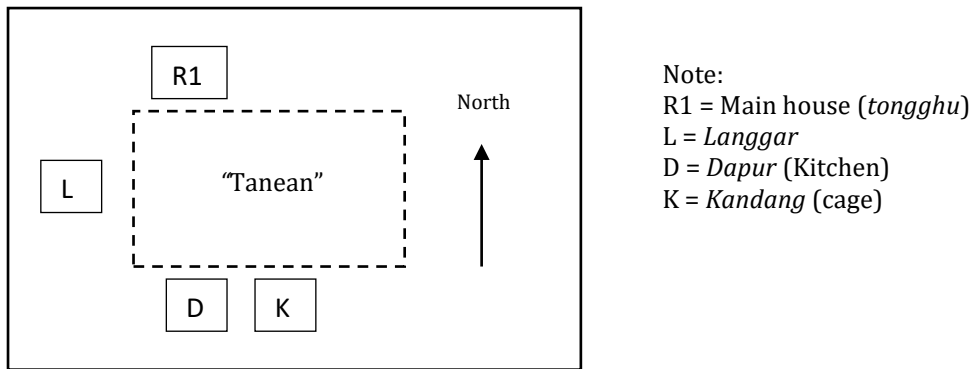 R1
North
“Tanean”
L
D
K
Note:
R1 = Main house (tongghu)
L = Langgar
D = Dapur (Kitchen)
K = Kandang (cage)